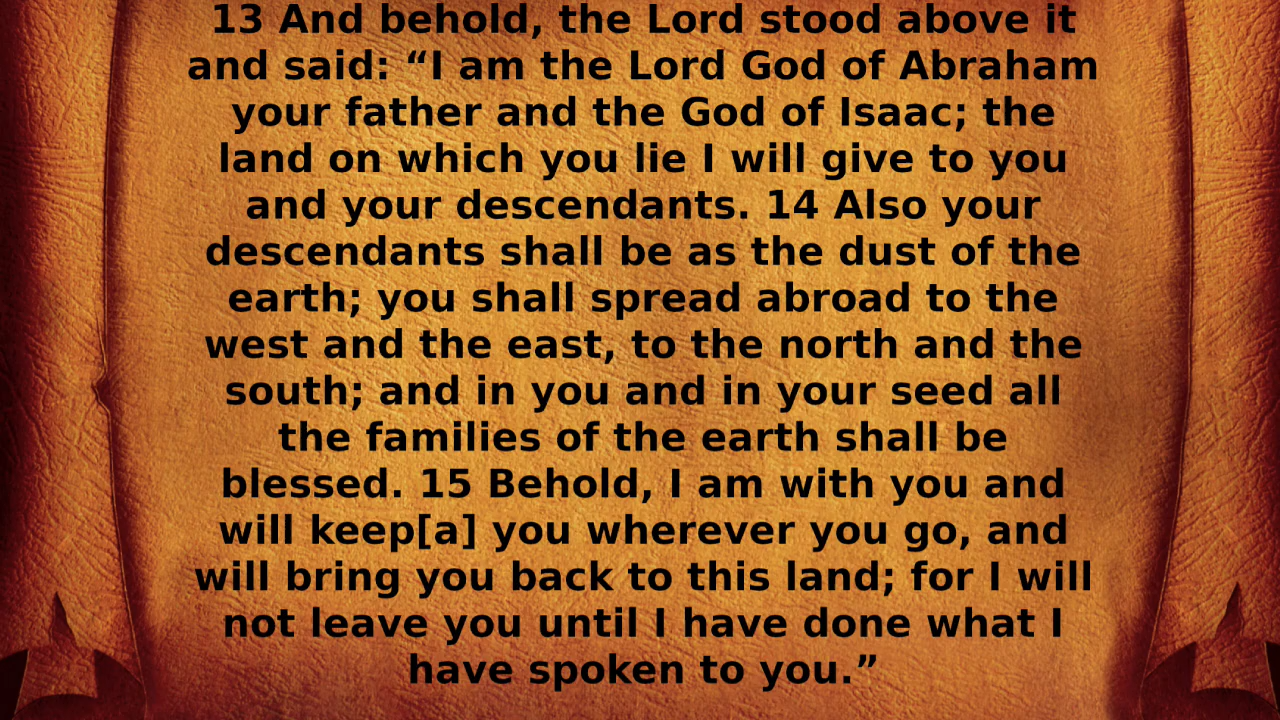 13 And behold, the Lord stood above it
and said: “I am the Lord God of Abraham
your father and the God of Isaac; the
land on which you lie I will give to you
and your descendants. 14 Also your
descendants shall be as the dust of the
earth; you shall spread abroad to the
west and the east, to the north and the
south; and in you and in your seed all
the families of the earth shall be
blessed. 15 Behold, I am with you and
will keep[a] you wherever you go, and
will bring you back to this land; for I will
not leave you until I have done what I
have spoken to you.”